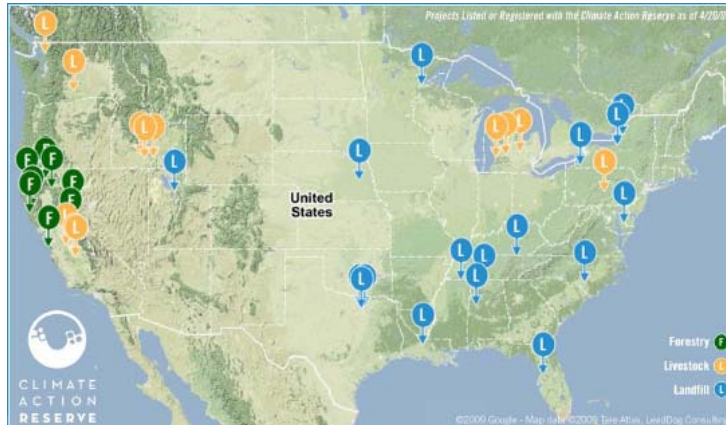 Projects Listed or Registered with the Climate Action Reserve as of 4/20/0
L
L
L
L
L
L
L
L
L
L
L
L
F
F
F
F
F
F
L
L
L
L
United
States
L
L
L
L
L
L
L
L
L
Forestry F
Livestock L
Landfill L
CLIMATE
ACTION
RESERVE
©2009 Google - Map data ©2009 Tele Atlas, LeadDog Consulting